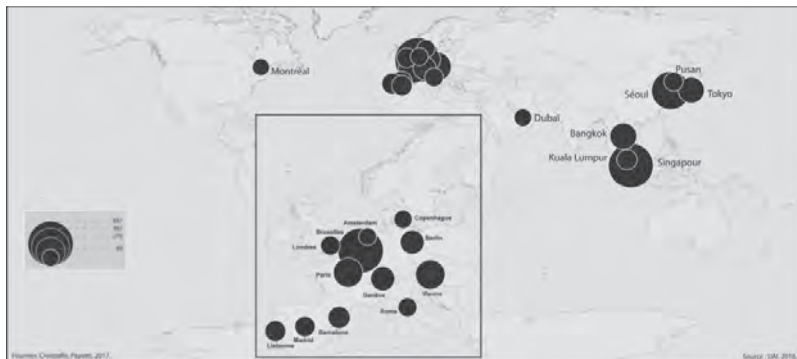 Montréal
Pusan
Séoul
Tokyo
Dubaï
Bangkok
Kuala Lumpur
Singapour
Copenhague
Amsterdam
Bruxelles
Berlin
Londres
Paris
Genève
Vienne
Rome
Barcelone
Madrid
Lisbonne
Source : UAI, 2016